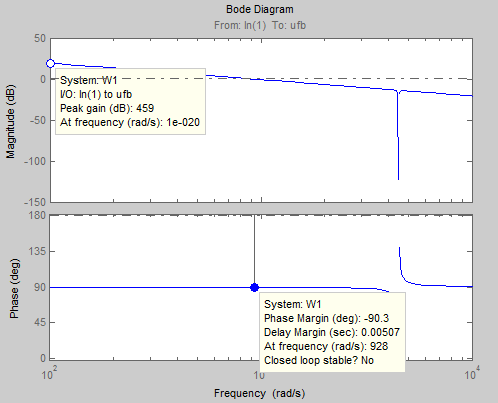 Bode Diagram
From: In(1) To: ufb
50
0
-50
-100
-150
Magnitude (dB)
System: W1
I/O: In(1) to ufb
Peak gain (dB): 459
At frequency (rad/s): 1e-020
180
135
90
45
0
Phase (deg)
System: W1
Phase Margin (deg): -90.3
Delay Margin (sec): 0.00507
At frequency (rad/s): 928
Closed loop stable? No
10^2
10^4
Frequency (rad/s)